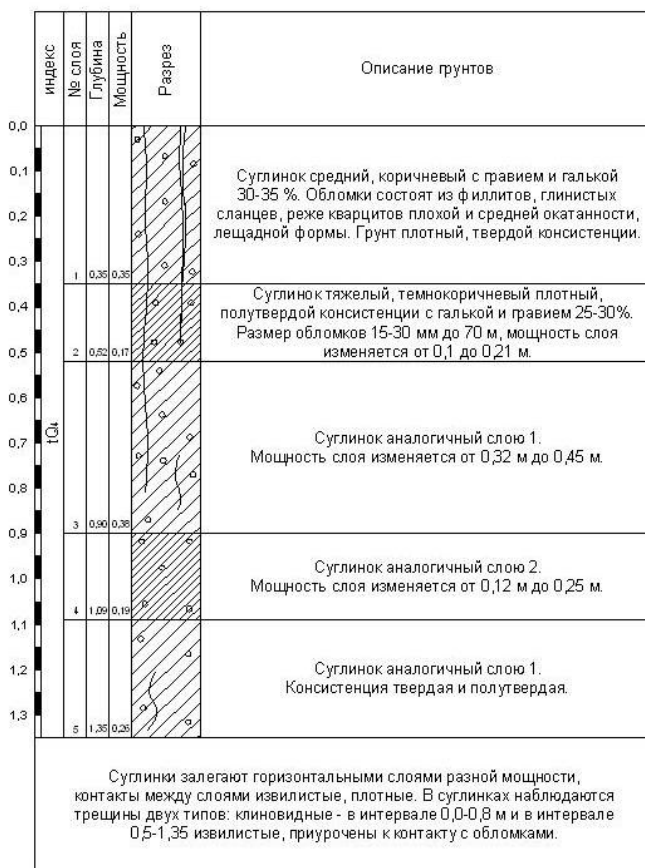 индекс
№ слоя
Глубина
Мощность
Разрез
Описание грунтов
0,0
0,1
0,2
0,3
0,4
0,5
0,6
0,7
0,8
0,9
1,0
1,1
1,2
1,3
tQ4
1 0,35 0,35
Суглинок средний, коричневый с гравием и галькой
30-35 %. Обломки состоят из филлитов, глинистых
сланцев, реже кварцитов плохой и средней окатанности,
лещадной формы. Грунт плотный, твердой консистенции.
2 0,52 0,17
Суглинок тяжелый, темнокоричневый плотный,
полутвердой консистенции с галькой и гравием 25-30%.
Размер обломков 15-30 мм до 70 м, мощность слоя
изменяется от 0,1 до 0,21 м.
3 0,90 0,38
Суглинок аналогичный слою 1.
Мощность слоя изменяется от 0,32 м до 0,45 м.
4 1,09 0,19
Суглинок аналогичный слою 2.
Мощность слоя изменяется от 0,12 м до 0,25 м.
5 1,35 0,26
Суглинок аналогичный слою 1.
Консистенция твердая и полутвердая.
Суглинки залегают горизонтальными слоями разной мощности,
контакты между слоями извилистые, плотные. В суглинках наблюдаются
трещины двух типов: клиновидные - в интервале 0,0-0,8 м и в интервале
0,5-1,35 извилистые, приурочены к контакту с обломками.